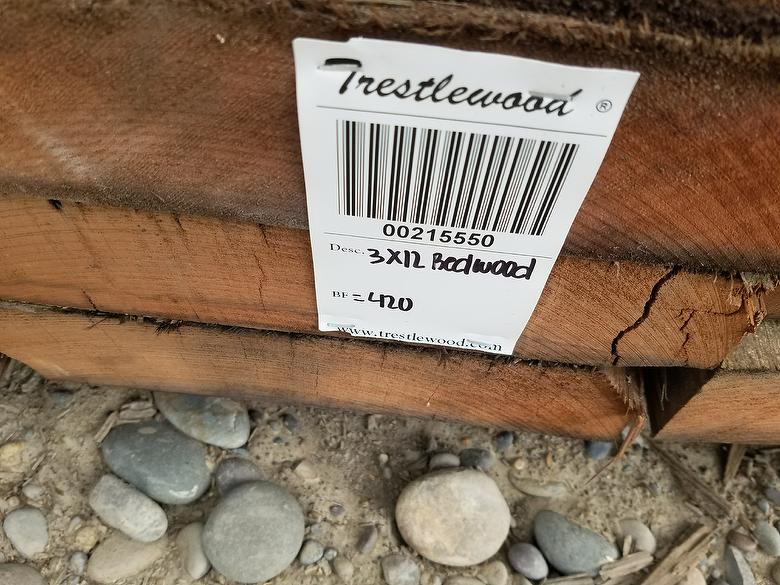 Trestlewood ®
00215550
Desc. 3X12 Redwood
BF = 420
www.trestlewood.com